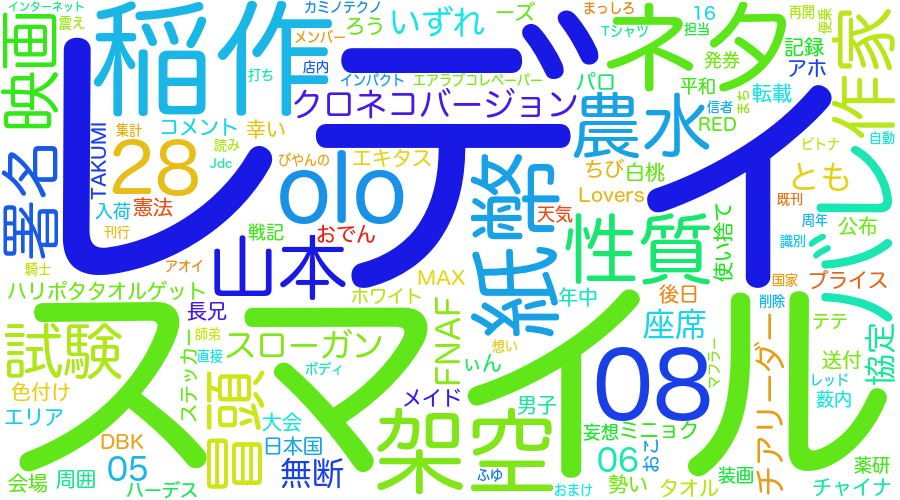 インターネット
震え
カミノテクノ
ろう
いずれ
ーズ
まっしろ
16
再開
便乗
Tシャツ
担当
メンバー
映画
稲作
ネタ
作家
発券
記録
アホ
打ち
店内
インパクト
エアラブコレペーパー
パロ
平和
信者
まち
転載
クロネコバージョン
農水
RED
TAKUMI
集計
コメント
幸い
読み
Jdc
びやんの
エキタス
28
olo
署名
レディ
紙幣
ちび
白桃
Lovers
ビトナ
自動
とも
バレ
既刊
入荷
憲法
刊行
戦記
おでん
天気
性質
使い捨て
周年
公布
識別
騎士
アオイ
山本
MAX
国家
プライス
ハリポタタオルゲット
長兄
ホワイト
年中
後日
削除
師弟
座席
テテ
試験
スマイル
スローガン
FNAF
想い
直接
ボディ
ステッカー
冒頭
ぃん
08
マフラー
チアリーダー
送付
協定
レッド
薮内
色付け
エリア
メイド
架空
男子
大会
DBK
日本国
妄想
ミニョク
おこ
05
無断
06
会場
周囲
ハーデス
ふゆ
おまけ
勢い
タオル
装画
薬研
チャイナ